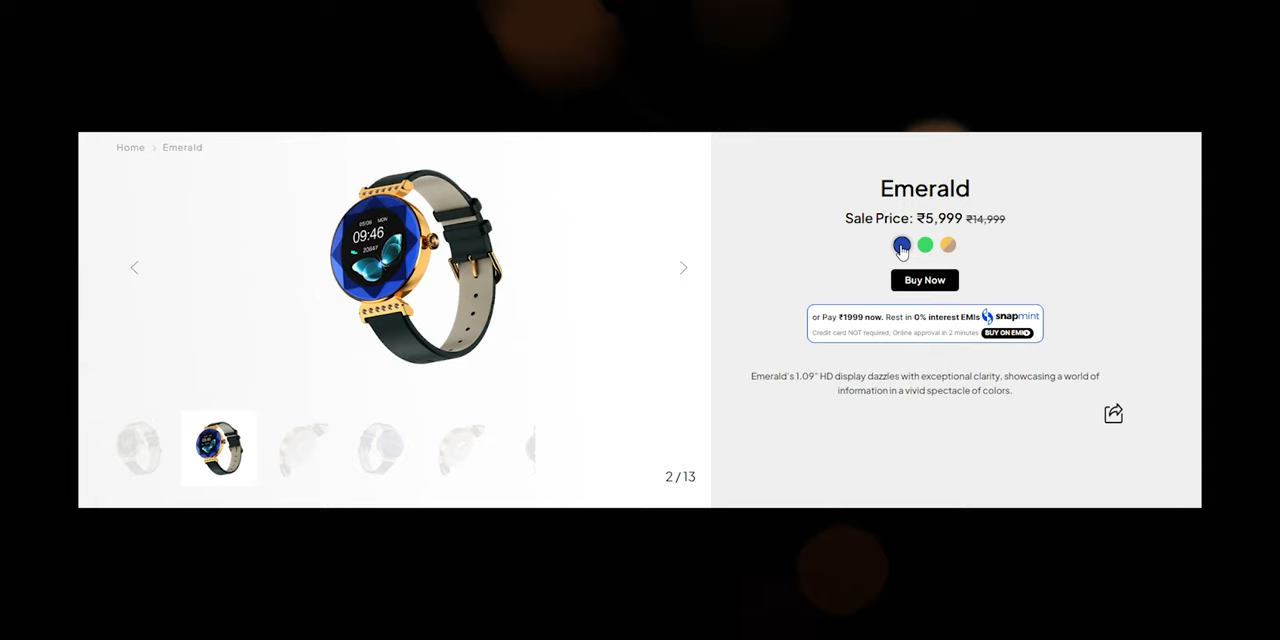 Home > Emerald
05/08 MON
09:46
20647
2 / 13
Emerald
Sale Price: ₹5,999 ₹14,999
Buy Now
or Pay ₹1999 now. Rest in 0% interest EMIs snapmint
Credit card NOT required, Online approval in 2 minutes BUY ON EMI
Emerald's 1.09" HD display dazzles with exceptional clarity, showcasing a world of
information in a vivid spectacle of colors.